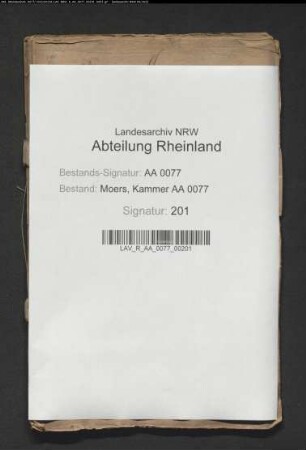 Landesarchiv NRW
Abteilung Rheinland
Bestands-Signatur: AA 0077
Bestand: Moers, Kammer AA 0077
Signatur: 201
LAV_R_AA_0077_00201